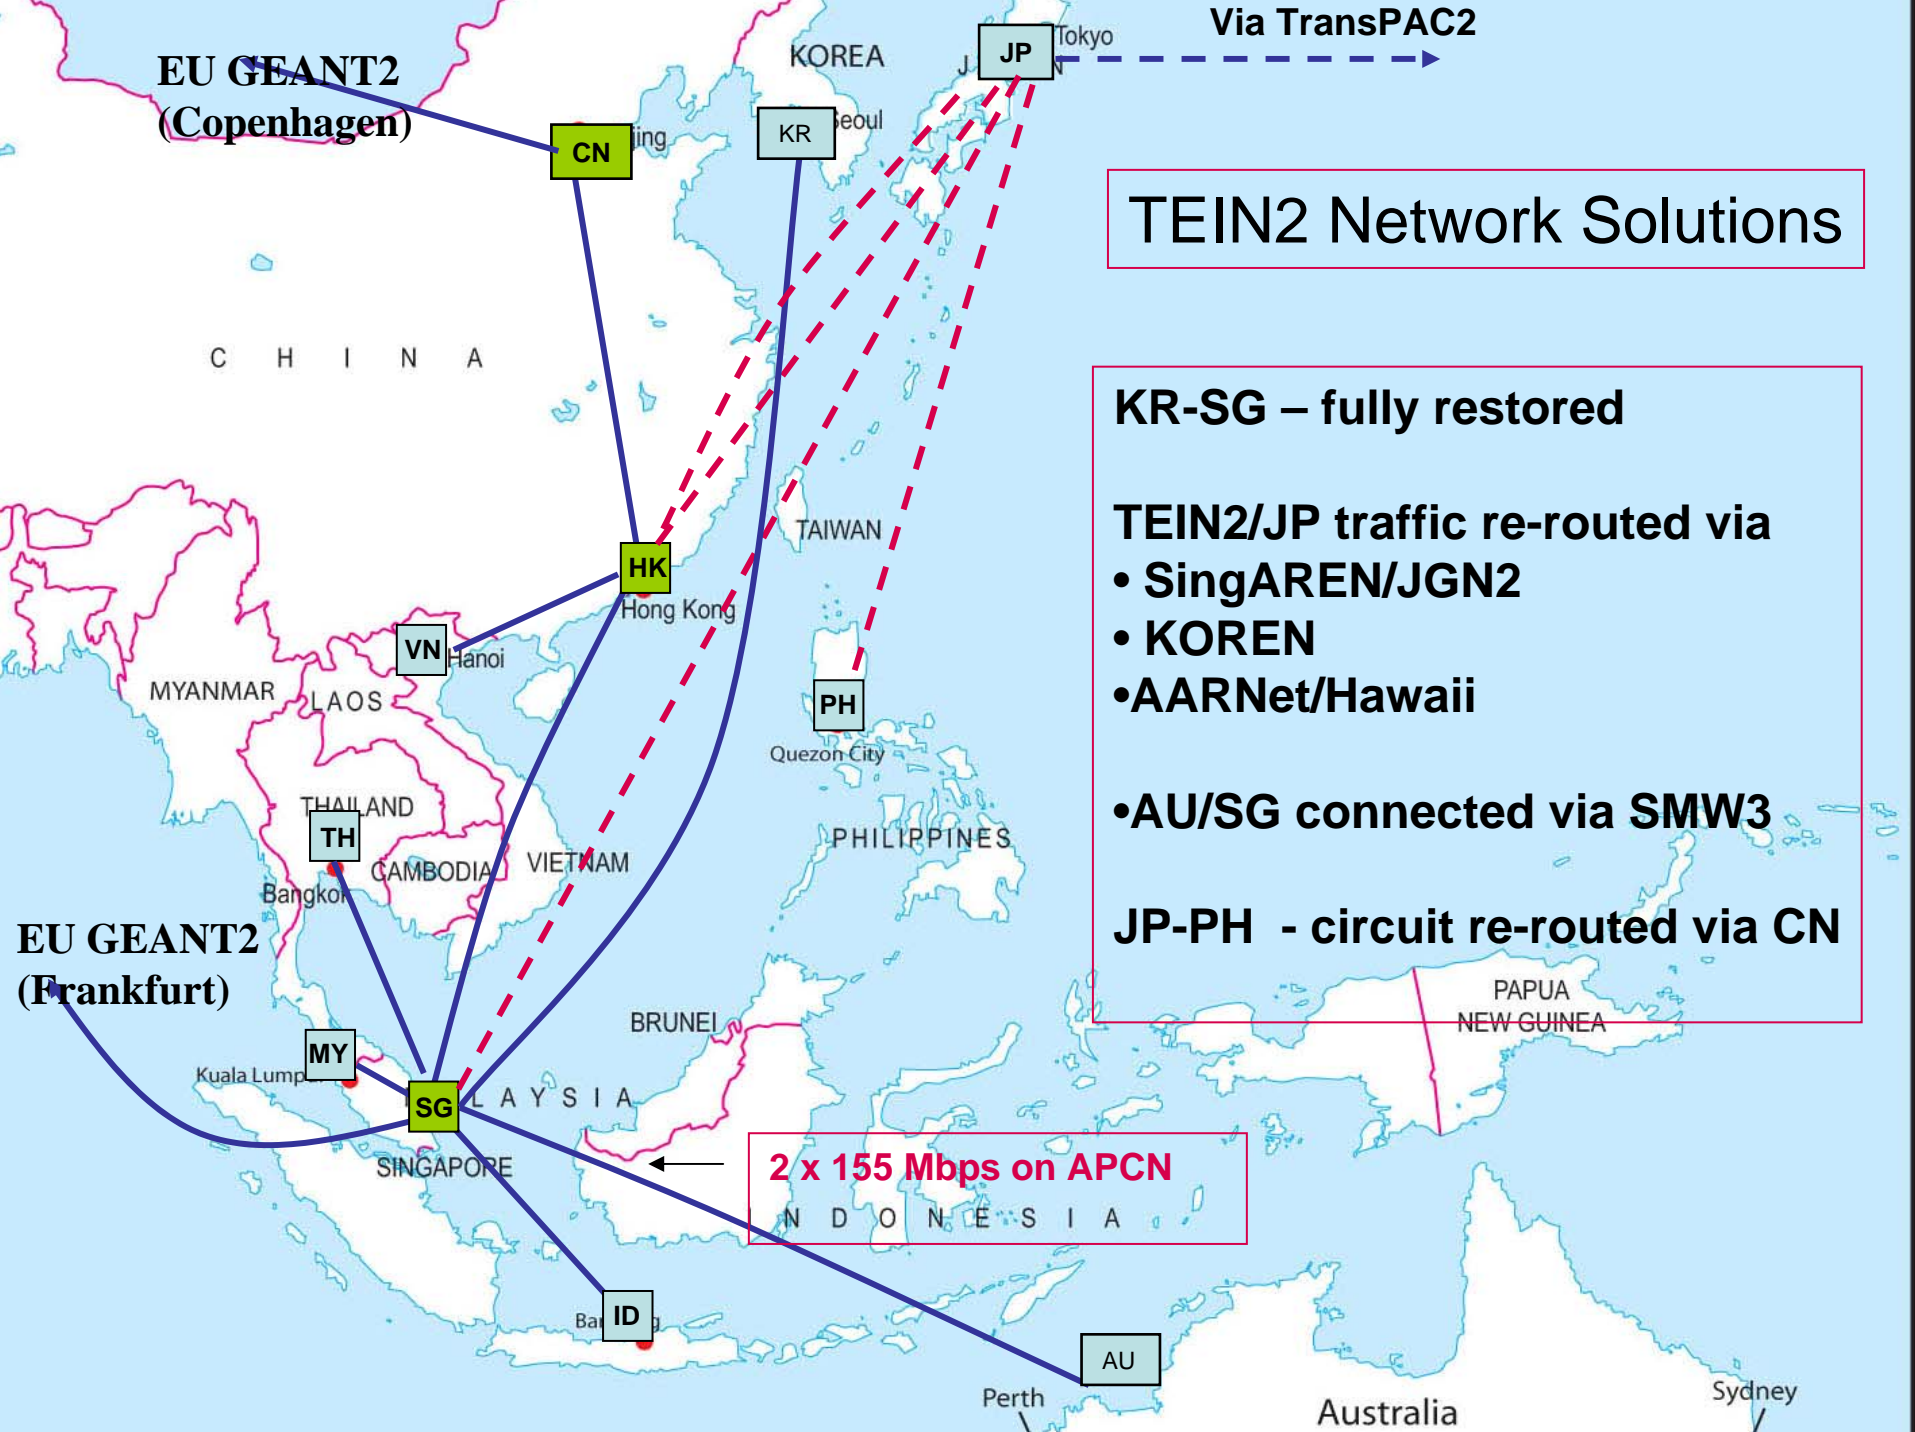 Via TransPAC2
EU GEANT2
(Copenhagen)
KOREA
JP
Tokyo
J
N
CN
jing
KR
Seoul
TEIN2 Network Solutions
C H I N A
KR-SG – fully restored
TEIN2/JP traffic re-routed via
• SingAREN/JGN2
• KOREN
•AARNet/Hawaii
•AU/SG connected via SMW3
JP-PH - circuit re-routed via CN
TAIWAN
HK
Hong Kong
VN
Hanoi
MYANMAR
LAOS
PH
Quezon City
THAILAND
TH
Bangkok
CAMBODIA
VIETNAM
PHILIPPINES
EU GEANT2
(Frankfurt)
PAPUA
NEW GUINEA
BRUNEI
MY
Kuala Lump
SG
L A Y S I A
SINGAPORE
2 x 155 Mbps on APCN
N D O N E S I A
Ban
ID
g
AU
Perth
Australia
Sydney